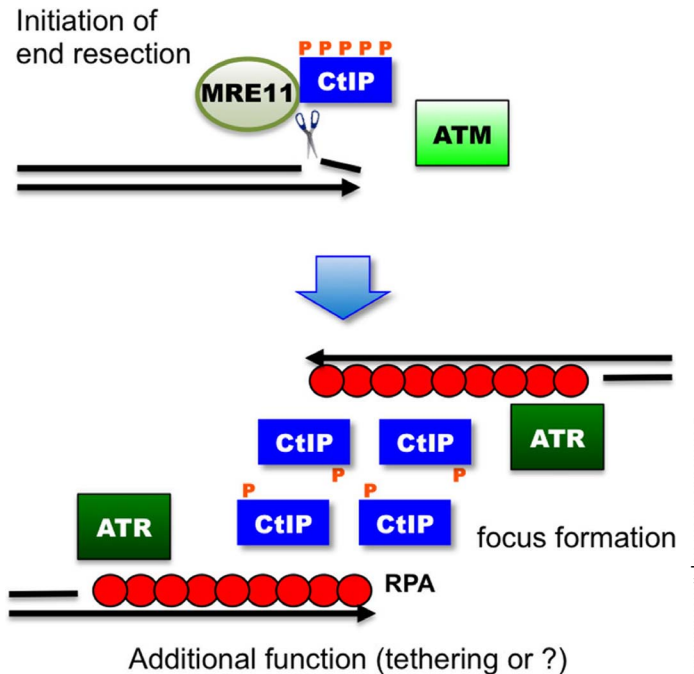 Initiation of
end resection
P P P P P
MRE11
CtIP
ATM
CtIP
CtIP
ATR
P
P
P
P
ATR
CtIP
CtIP
focus formation
RPA
Additional function (tethering or ?)